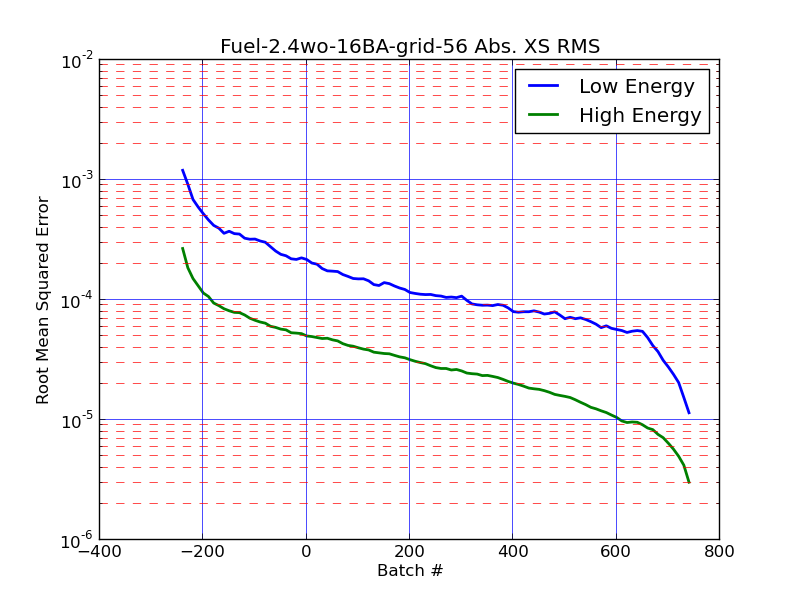 Fuel-2.4wo-16BA-grid-56 Abs. XS RMS
10^-2
10^-3
10^-4
10^-5
10^-6
Root Mean Squared Error
Low Energy
High Energy
−400 −200 0 200 400 600 800
Batch #